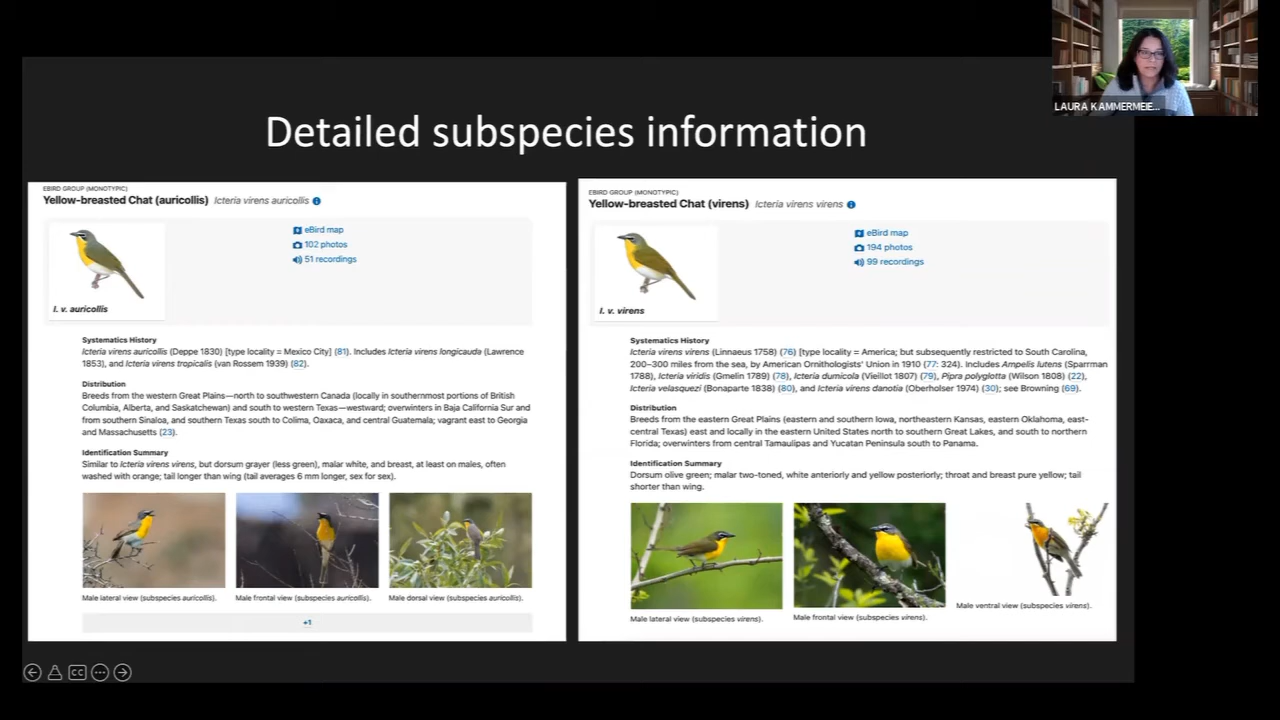 LAURA KAMMERMEIE...
Detailed subspecies information
EBIRD GROUP (MONOTYPIC)
Yellow-breasted Chat (auricollis) Icteria virens auricollis
eBird map
102 photos
51 recordings
I. v. auricollis
Systematics History
Icteria virens auricollis (Deppe 1830) [type locality = Mexico City] (81). Includes Icteria virens longicauda (Lawrence
1853), and Icteria virens tropicalis (van Rossem 1939) (82).
Distribution
Breeds from the western Great Plains—north to southwestern Canada (locally in southernmost portions of British
Columbia, Alberta, and Saskatchewan) and south to western Texas—westward; overwinters in Baja California Sur and
from southern Sinaloa, and southern Texas south to Colima, Oaxaca, and central Guatemala; vagrant east to Georgia
and Massachusetts (23).
Identification Summary
Similar to Icteria virens virens, but dorsum grayer (less green), malar white, and breast, at least on males, often
washed with orange; tail longer than wing (tail averages 6 mm longer, sex for sex).
Male lateral view (subspecies auricollis).
Male frontal view (subspecies auricollis).
Male dorsal view (subspecies auricollis).
+1
EBIRD GROUP (MONOTYPIC)
Yellow-breasted Chat (virens) Icteria virens virens
eBird map
194 photos
99 recordings
I. v. virens
Systematics History
Icteria virens virens (Linnaeus 1758) (76) [type locality = America; but subsequently restricted to South Carolina,
200–300 miles from the sea, by American Ornithologists' Union in 1910 (77: 324). Includes Ampelis luteus (Sparrman
1788), Icteria viridis (Gmelin 1789) (78), Icteria dumicola (Vieillot 1807) (79), Pipra polyglotta (Wilson 1808) (22),
Icteria velasquezi (Bonaparte 1838) (80), and Icteria virens danotia (Oberholser 1974) (30); see Browning (69).
Distribution
Breeds from the eastern Great Plains (eastern and southern Iowa, northeastern Kansas, eastern Oklahoma, east-
central Texas) east and locally in the eastern United States north to southern Great Lakes, and south to northern
Florida; overwinters from central Tamaulipas and Yucatan Peninsula south to Panama.
Identification Summary
Dorsum olive green; malar two-toned, white anteriorly and yellow posteriorly; throat and breast pure yellow; tail
shorter than wing.
Male lateral view (subspecies virens).
Male frontal view (subspecies virens).
Male ventral view (subspecies virens).
CC